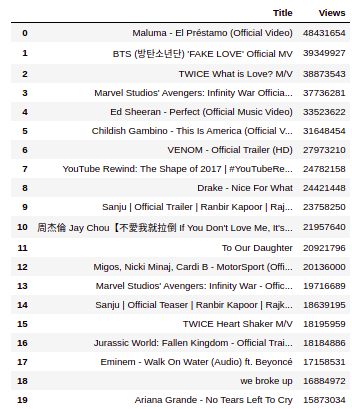 Title Views
0 Maluma - El Préstamo (Official Video) 48431654
1 BTS (방탄소년단) 'FAKE LOVE' Official MV 39349927
2 TWICE What is Love? M/V 38873543
3 Marvel Studios' Avengers: Infinity War Officia... 37736281
4 Ed Sheeran - Perfect (Official Music Video) 33523622
5 Childish Gambino - This Is America (Official V... 31648454
6 VENOM - Official Trailer (HD) 27973210
7 YouTube Rewind: The Shape of 2017 | #YouTubeRe... 24782158
8 Drake - Nice For What 24421448
9 Sanju | Official Trailer | Ranbir Kapoor | Raj... 23758250
10 周杰倫 Jay Chou【不愛我就拉倒 If You Don't Love Me, It's... 21957640
11 To Our Daughter 20921796
12 Migos, Nicki Minaj, Cardi B - MotorSport (Offi... 20136000
13 Marvel Studios' Avengers: Infinity War - Offic... 19716689
14 Sanju | Official Teaser | Ranbir Kapoor | Rajk... 18639195
15 TWICE Heart Shaker M/V 18195959
16 Jurassic World: Fallen Kingdom - Official Trai... 18184886
17 Eminem - Walk On Water (Audio) ft. Beyoncé 17158531
18 we broke up 16884972
19 Ariana Grande - No Tears Left To Cry 15873034